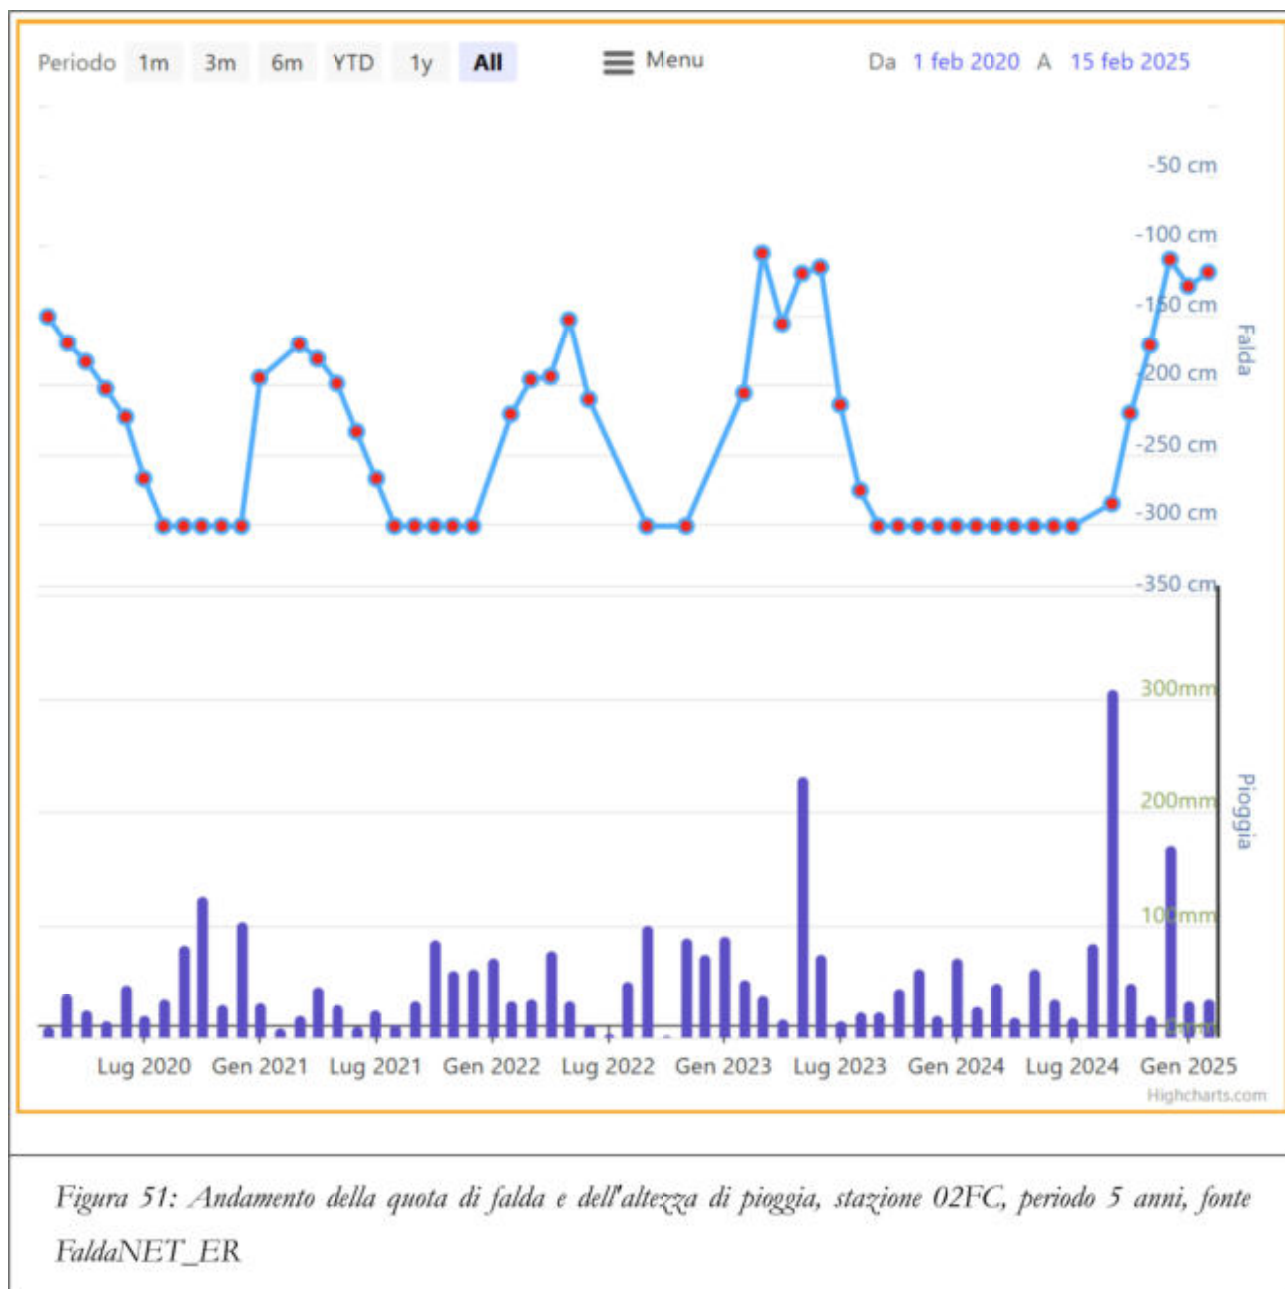 Periodo 1m 3m 6m YTD 1y All Menu Da 1 feb 2020 A 15 feb 2025
-50 cm
-100 cm
-150 cm
Falda
-200 cm
-250 cm
-300 cm
-350 cm
300mm
Pioggia
200mm
100mm
0mm
Lug 2020 Gen 2021 Lug 2021 Gen 2022 Lug 2022 Gen 2023 Lug 2023 Gen 2024 Lug 2024 Gen 2025
Highcharts.com
Figura 51: Andamento della quota di falda e dell'altezza di pioggia, stazione 02FC, periodo 5 anni, fonte
FaldaNET_ER